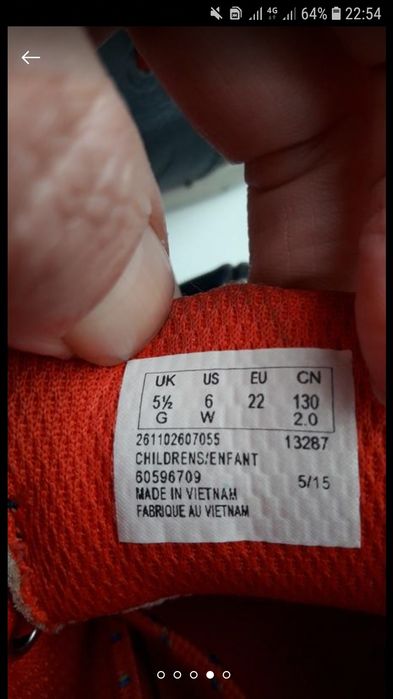 4G 64% 22:54
UK US EU CN
5½ 6 22 130
G W 2.0
261102607055 13287
CHILDRENS/ENFANT
60596709 5/15
MADE IN VIETNAM
FABRIQUE AU VIETNAM